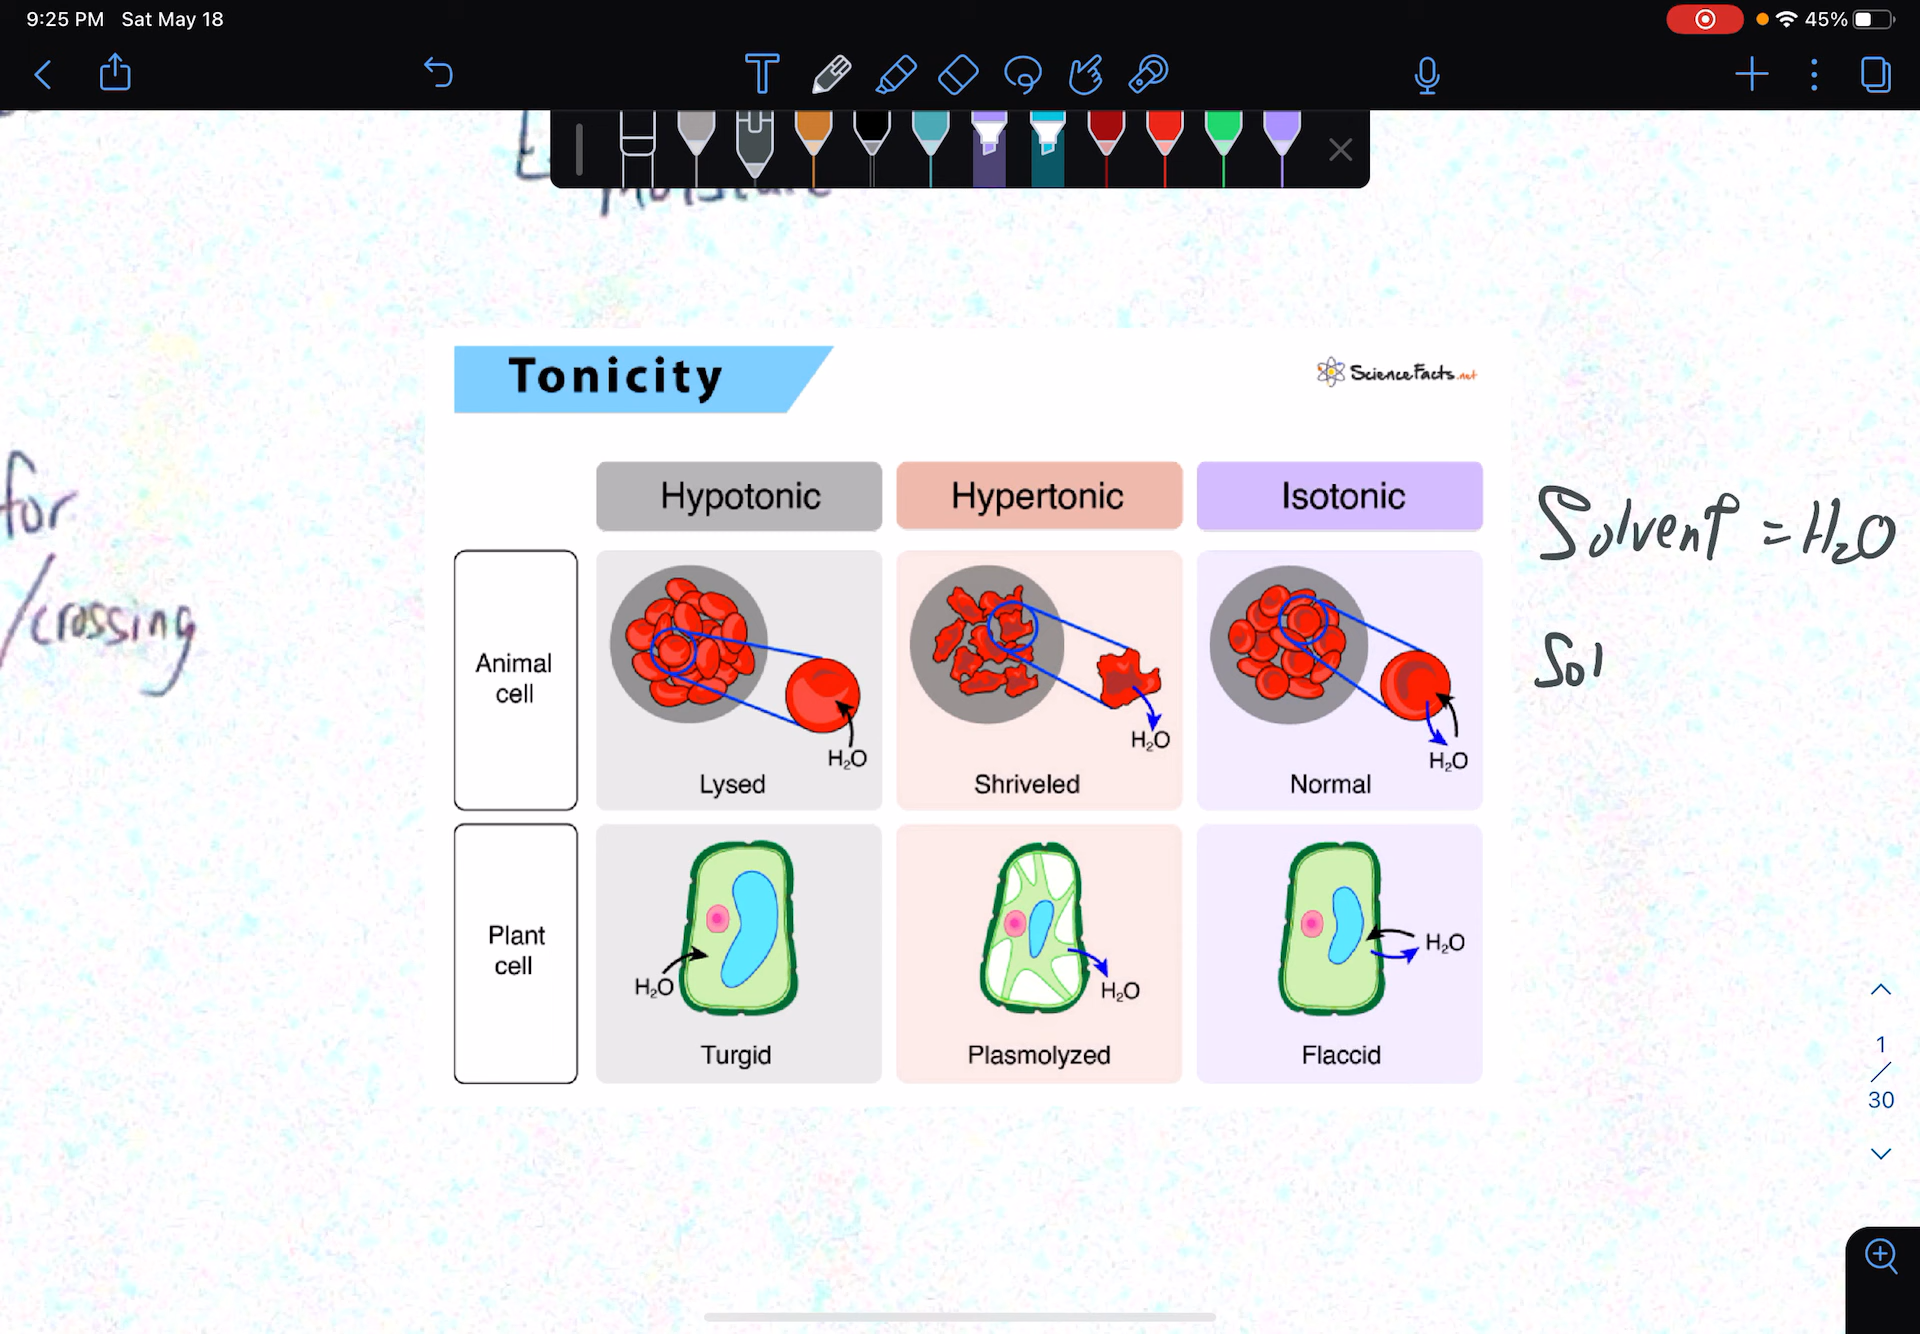 9:25 PM Sat May 18
45%
Tonicity
ScienceFacts.net
Hypotonic Hypertonic Isotonic
Solvent = H₂O
for
/crossing
Sol
Animal
cell
H₂O
H₂O
H₂O
Lysed Shriveled Normal
Plant
cell
H₂O
H₂O
H₂O
Turgid Plasmolyzed Flaccid
1
/
30